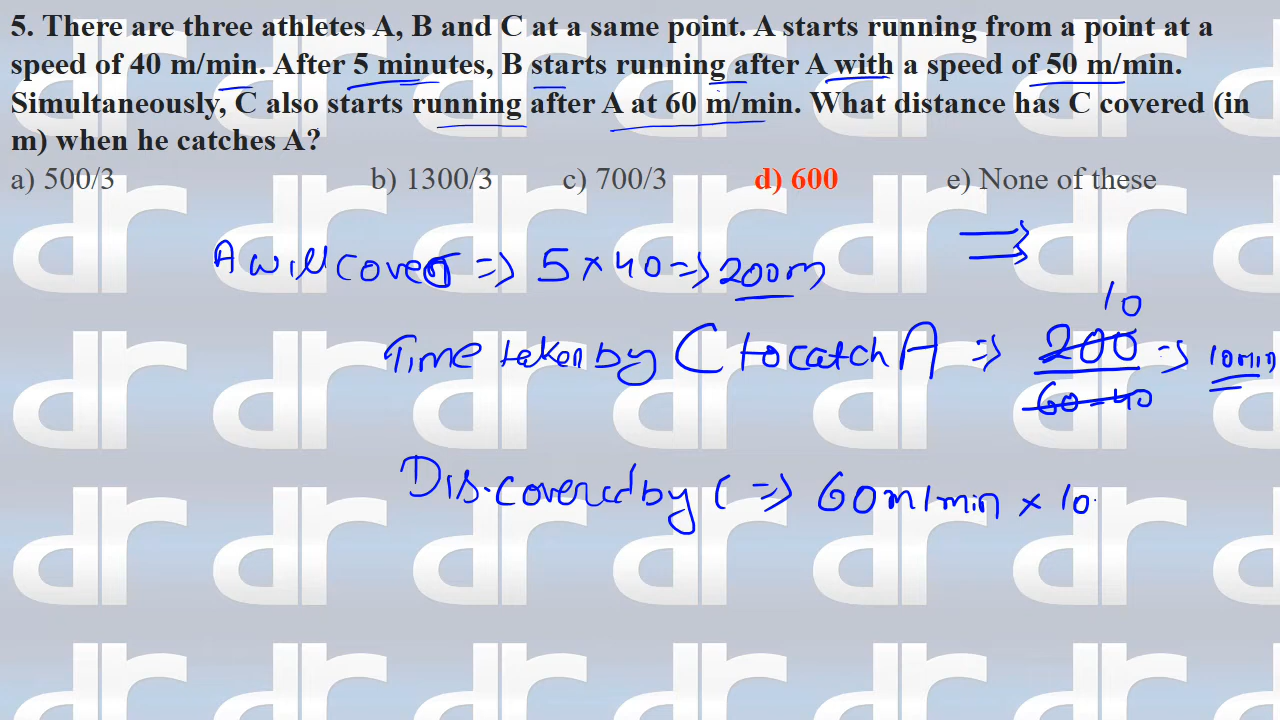 5. There are three athletes A, B and C at a same point. A starts running from a point at a
speed of 40 m/min. After 5 minutes, B starts running after A with a speed of 50 m/min.
Simultaneously, C also starts running after A at 60 m/min. What distance has C covered (in
m) when he catches A?
a) 500/3 b) 1300/3 c) 700/3 d) 600 e) None of these
A will cover => 5 × 40 => 200m
10
Time taken by C to catch A => 200 / 60-40 => 10min
Dis. covered by C => 60m/min × 10